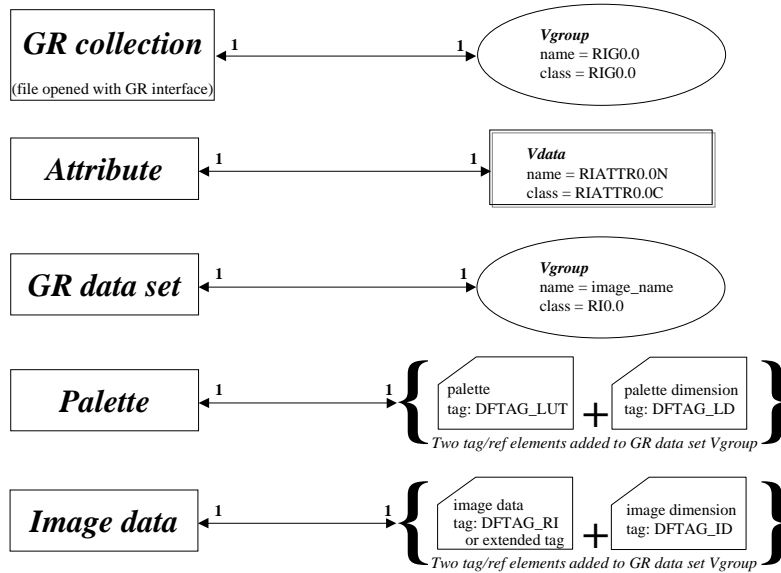 GR collection
(file opened with GR interface)
1
1
Vgroup
name = RIG0.0
class = RIG0.0
Attribute
1
1
Vdata
name = RIATTR0.0N
class = RIATTR0.0C
GR data set
1
1
Vgroup
name = image_name
class = RI0.0
Palette
1
1
{
palette
tag: DFTAG_LUT
+
palette dimension
tag: DFTAG_LD
}
Two tag/ref elements added to GR data set Vgroup
Image data
1
1
{
image data
tag: DFTAG_RI
or extended tag
+
image dimension
tag: DFTAG_ID
}
Two tag/ref elements added to GR data set Vgroup